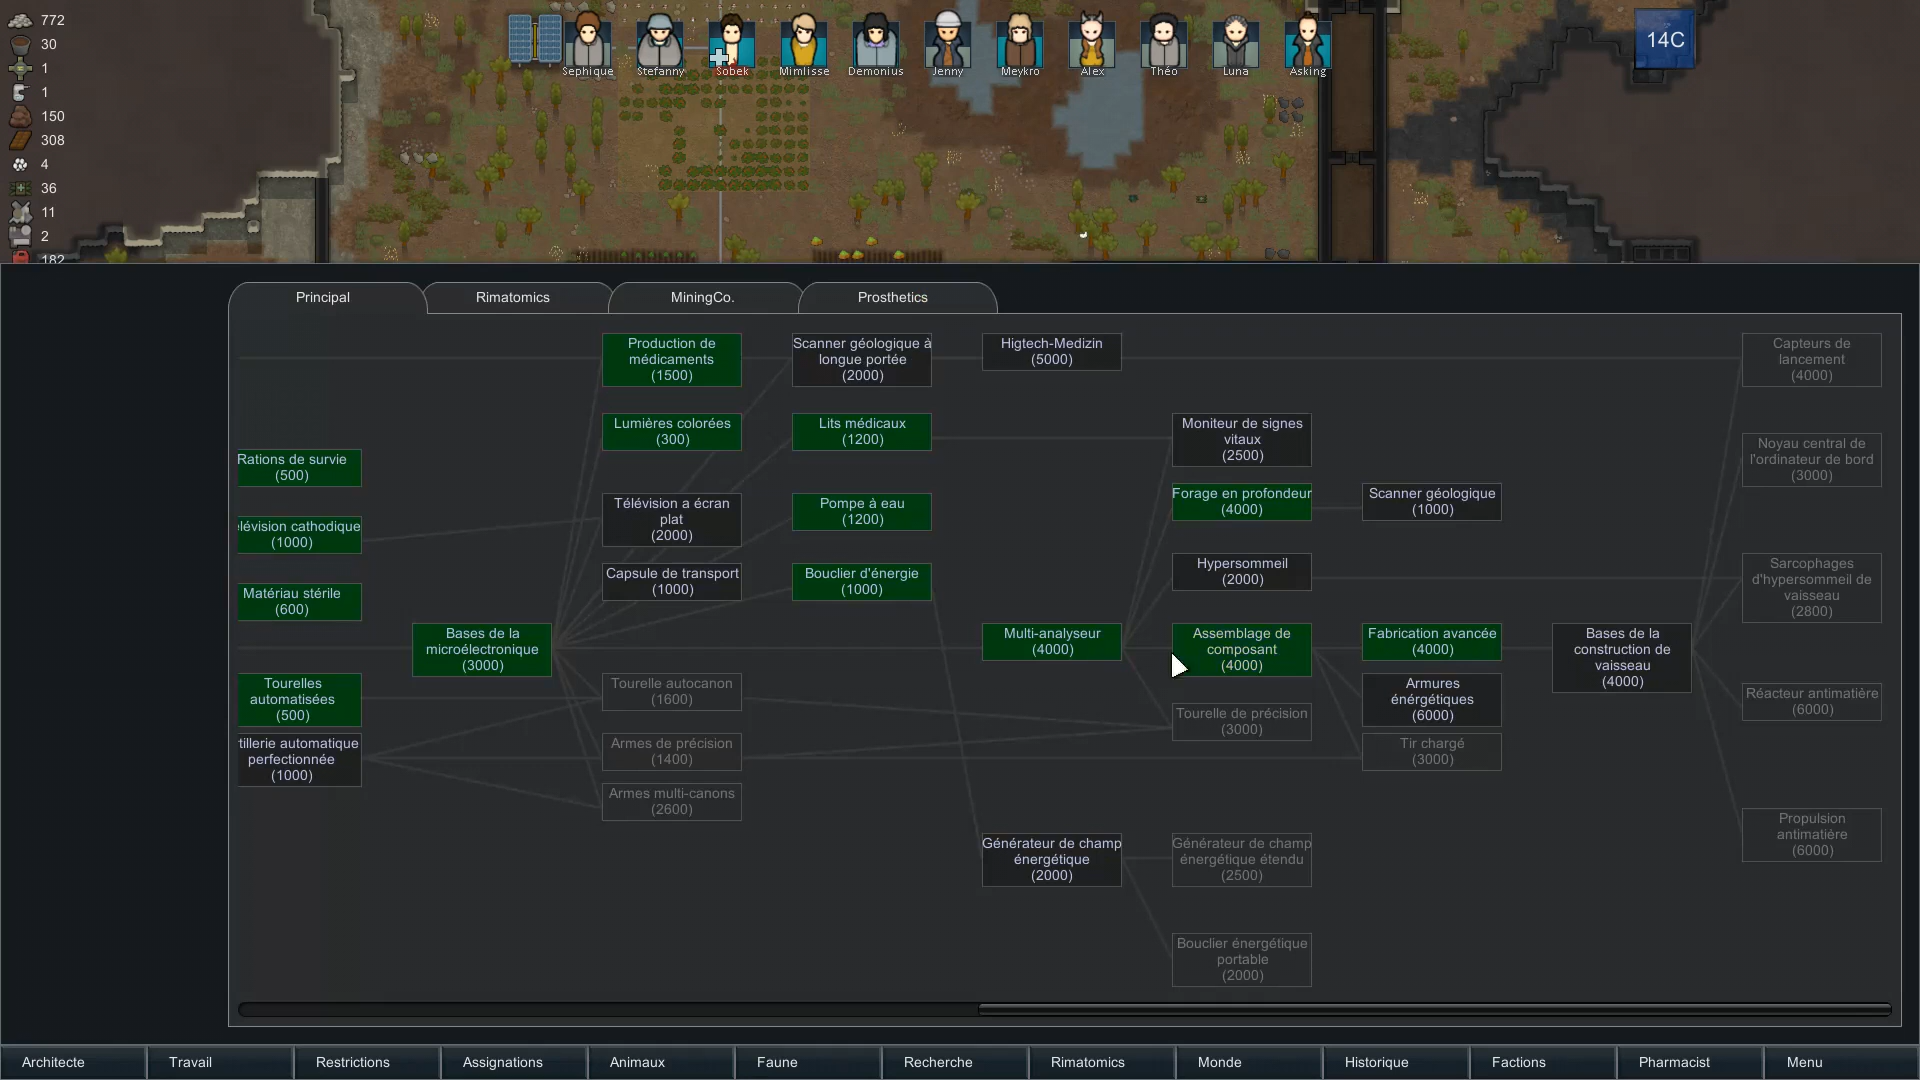 772
30
1
1
150
308
4
36
11
2
182
Sephique
Stefanny
Sobek
Mimlisse
Demonius
Jenny
Meykro
Alex
Théo
Luna
Asking
14C
Principal
Rimatomics
MiningCo.
Prosthetics
Rations de survie
(500)
élévision cathodique
(1000)
Matériau stérile
(600)
Tourelles
automatisées
(500)
tillerie automatique
perfectionnée
(1000)
Bases de la
microélectronique
(3000)
Production de
médicaments
(1500)
Lumières colorées
(300)
Télévision a écran
plat
(2000)
Capsule de transport
(1000)
Tourelle autocanon
(1600)
Armes de précision
(1400)
Armes multi-canons
(2600)
Scanner géologique à
longue portée
(2000)
Lits médicaux
(1200)
Pompe à eau
(1200)
Bouclier d'énergie
(1000)
Higtech-Medizin
(5000)
Multi-analyseur
(4000)
Générateur de champ
énergétique
(2000)
Moniteur de signes
vitaux
(2500)
Forage en profondeur
(4000)
Hypersommeil
(2000)
Assemblage de
composant
(4000)
Tourelle de précision
(3000)
Générateur de champ
énergétique étendu
(2500)
Bouclier énergétique
portable
(2000)
Scanner géologique
(1000)
Fabrication avancée
(4000)
Armures
énérgétiques
(6000)
Tir chargé
(3000)
Bases de la
construction de
vaisseau
(4000)
Capteurs de
lancement
(4000)
Noyau central de
l'ordinateur de bord
(3000)
Sarcophages
d'hypersommeil de
vaisseau
(2800)
Réacteur antimatière
(6000)
Propulsion
antimatiére
(6000)
Architecte
Travail
Restrictions
Assignations
Animaux
Faune
Recherche
Rimatomics
Monde
Historique
Factions
Pharmacist
Menu